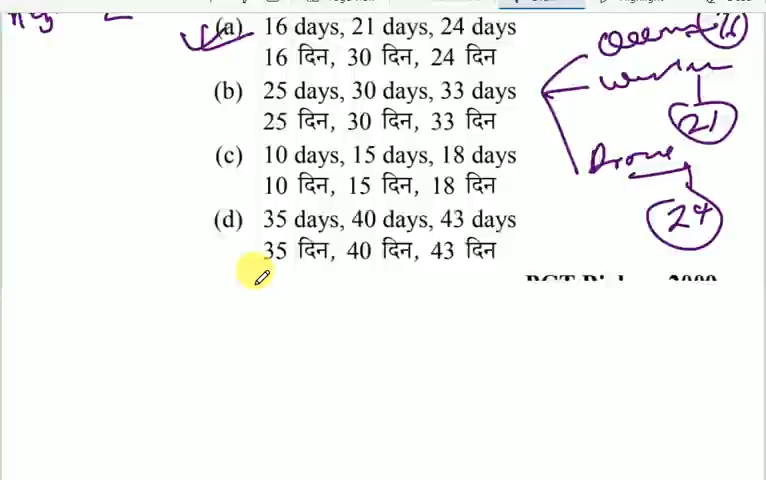 (a) 16 days, 21 days, 24 days
16 दिन, 30 दिन, 24 दिन
(b) 25 days, 30 days, 33 days
25 दिन, 30 दिन, 33 दिन
(c) 10 days, 15 days, 18 days
10 दिन, 15 दिन, 18 दिन
(d) 35 days, 40 days, 43 days
35 दिन, 40 दिन, 43 दिन
16
21
Drone
24